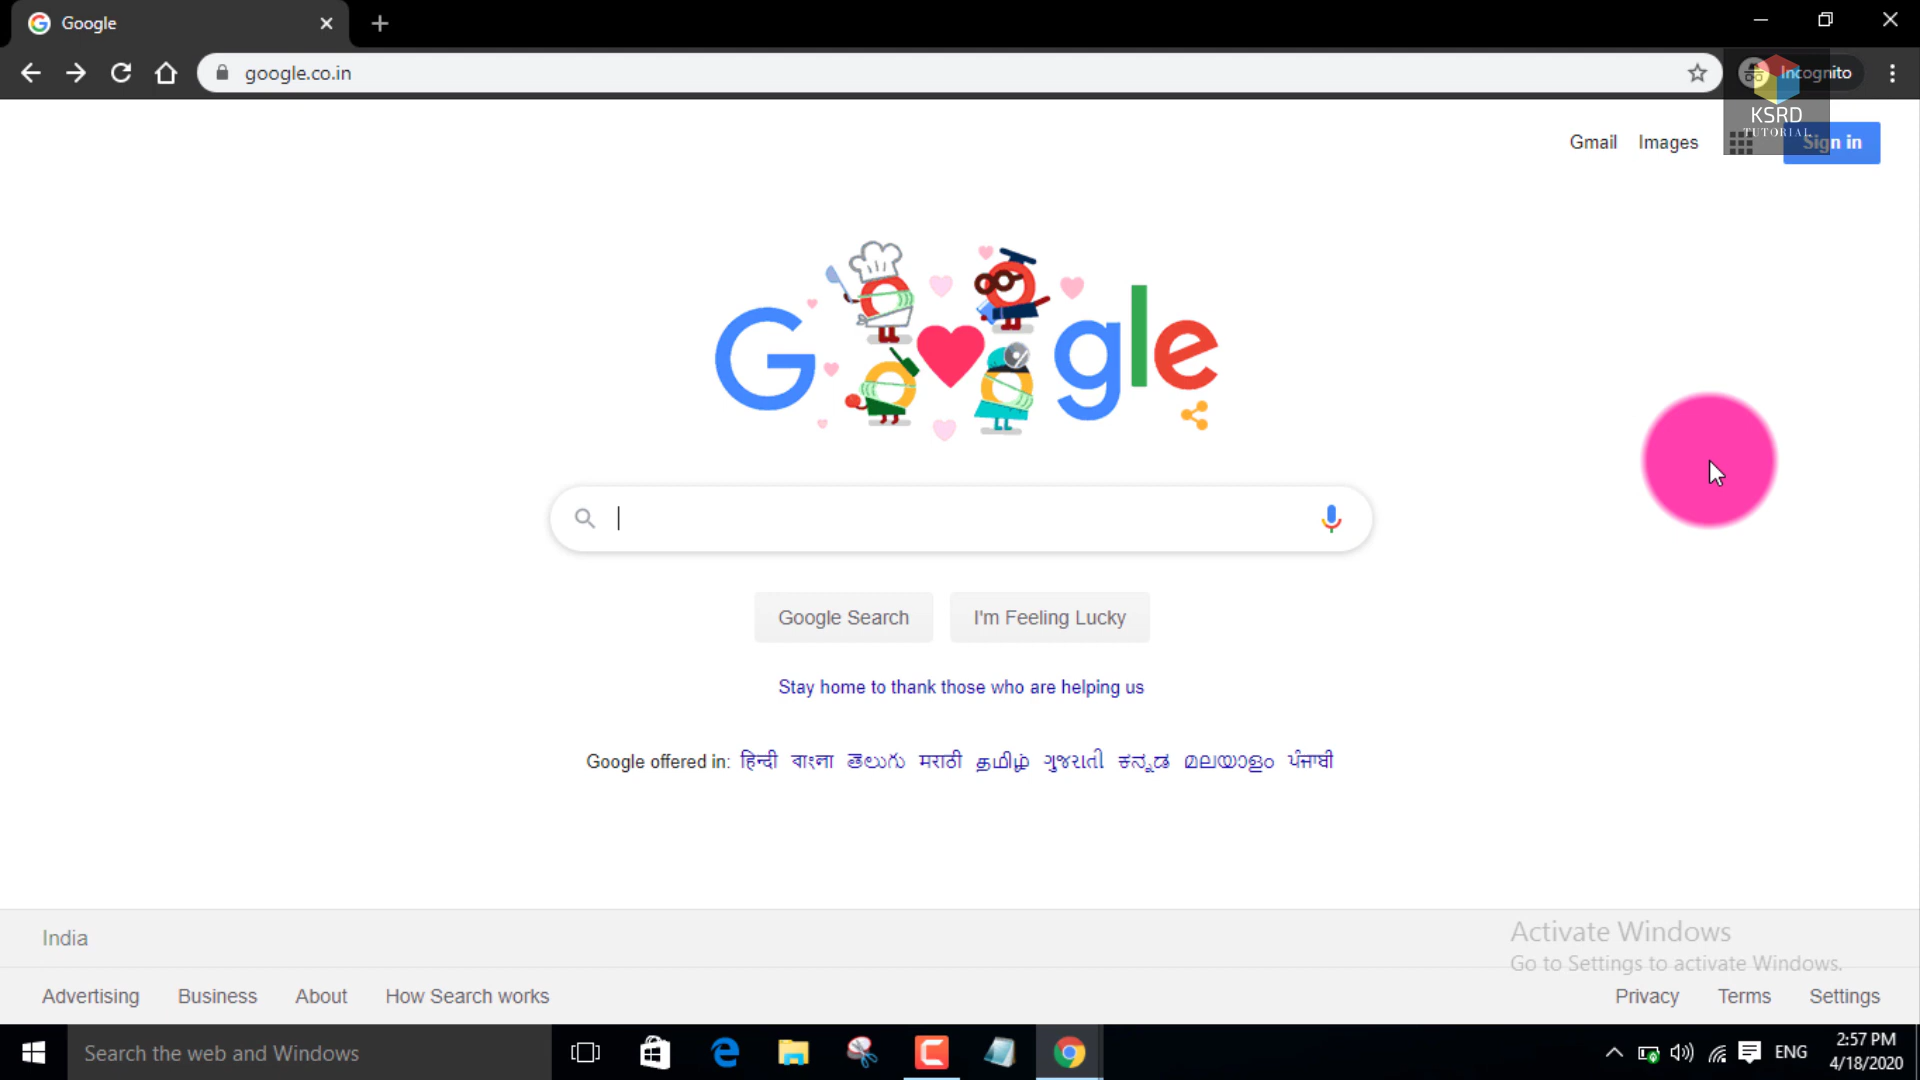 Google
google.co.in
Incognito
KSRD
TUTORIAL
Gmail Images Sign in
Google
Google Search I'm Feeling Lucky
Stay home to thank those who are helping us
Google offered in: हिन्दी বাংলা తెలుగు मराठी தமிழ் ગુજરાતી ಕನ್ನಡ മലയാളം ਪੰਜਾਬੀ
India
Activate Windows
Go to Settings to activate Windows.
Advertising Business About How Search works Privacy Terms Settings
Search the web and Windows
ENG
2:57 PM
4/18/2020